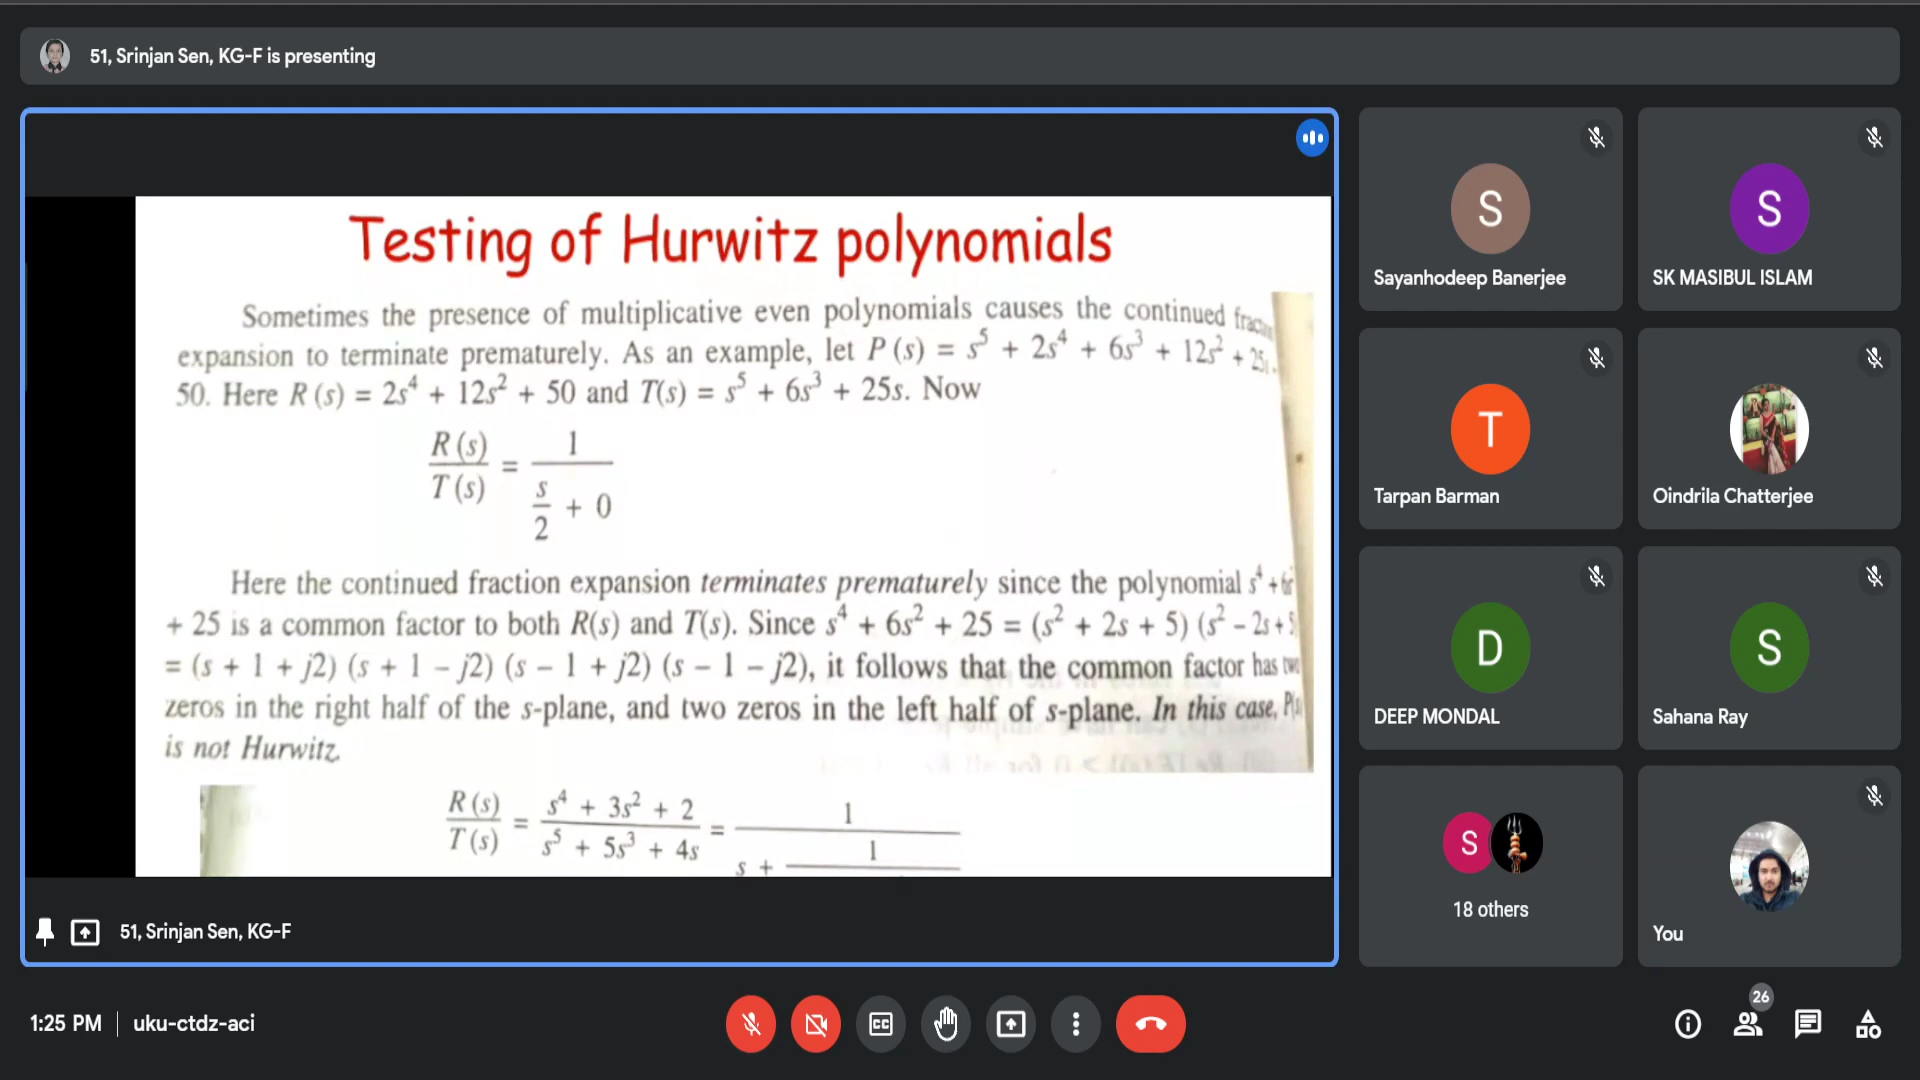 51, Srinjan Sen, KG-F is presenting
Testing of Hurwitz polynomials
Sometimes the presence of multiplicative even polynomials causes the continued
expansion to terminate prematurely. As an example, let P (s) = s⁵ + 2s⁴ + 6s³ + 12s² +
50. Here R (s) = 2s⁴ + 12s² + 50 and T(s) = s⁵ + 6s³ + 25s. Now
R (s)
T (s)
=
1
s
2
+ 0
Here the continued fraction expansion terminates prematurely since the polynomial s⁴
+ 25 is a common factor to both R(s) and T(s). Since s⁴ + 6s² + 25 = (s² + 2s + 5) (s² – 2s +
= (s + 1 + j2) (s + 1 – j2) (s – 1 + j2) (s – 1 – j2), it follows that the common factor has
zeros in the right half of the s-plane, and two zeros in the left half of s-plane. In this case,
is not Hurwitz.
R (s)
T (s)
=
s⁴ + 3s² + 2
s⁵ + 5s³ + 4s
=
1
s +
1
51, Srinjan Sen, KG-F
S
Sayanhodeep Banerjee
S
SK MASIBUL ISLAM
T
Tarpan Barman
Oindrila Chatterjee
D
DEEP MONDAL
S
Sahana Ray
S
18 others
You
1:25 PM | uku-ctdz-aci
CC
26